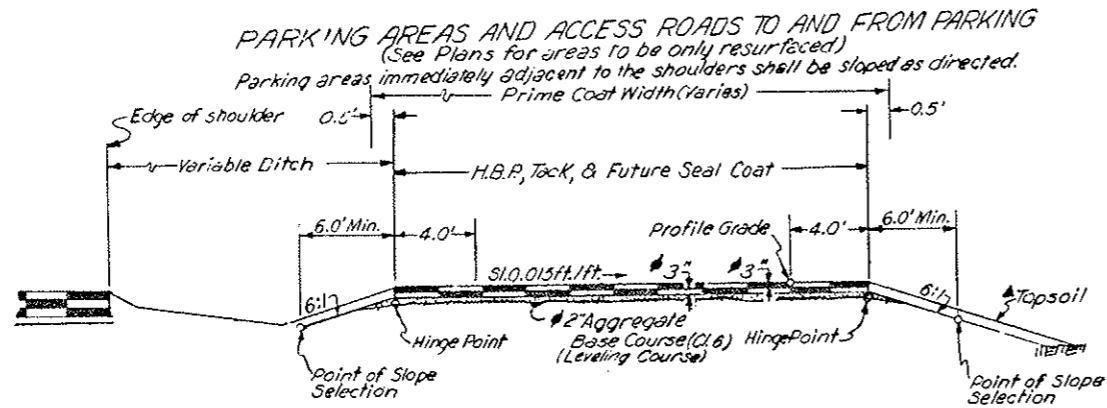 PARKING AREAS AND ACCESS ROADS TO AND FROM PARKING
(See Plans for areas to be only resurfaced)
Parking areas immediately adjacent to the shoulders shall be sloped as directed.
Prime Coat Width (Varies)
Edge of shoulder
0.5'
0.5'
Variable Ditch
H.B.P., Tack, & Future Seal Coat
6.0' Min.
4.0'
Profile Grade
4.0'
6.0' Min.
Sl. 0.015 ft./ft.
ϕ 3"
ϕ 3"
6:1
6:1
Topsoil
ϕ 2" Aggregate
Base Course (Cl. 6)
(Leveling Course)
Hinge Point
Hinge Point
Point of Slope
Selection
Point of Slope
Selection